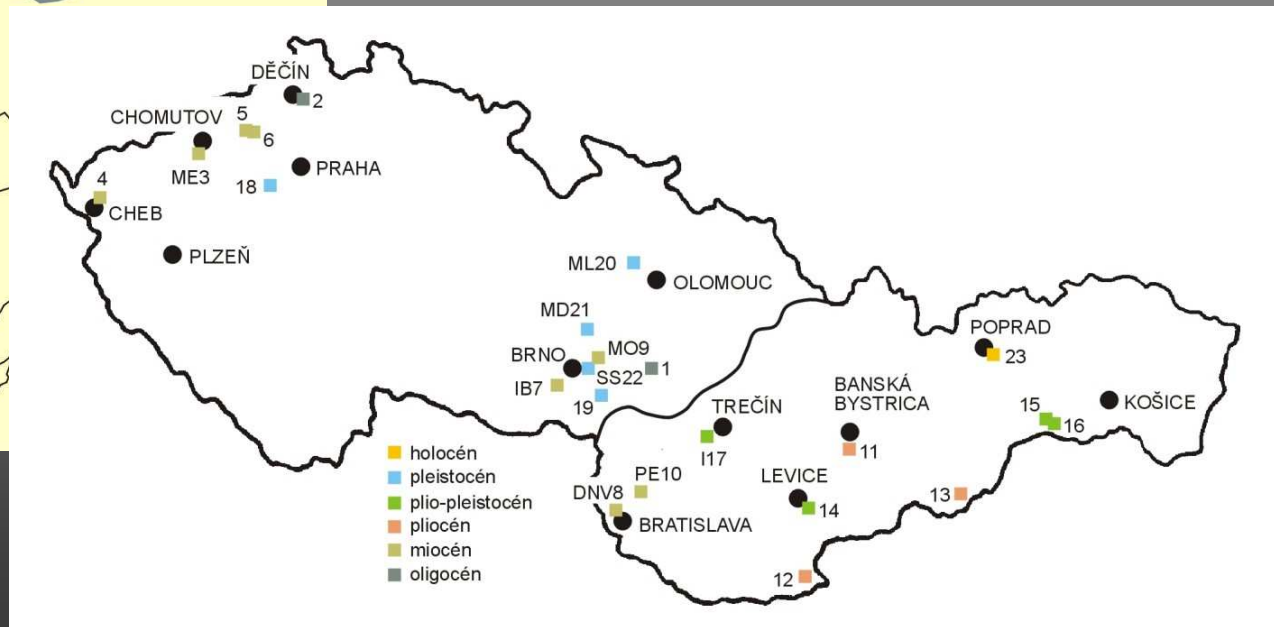 DĚČÍN
2
CHOMUTOV
5
6
ME3
PRAHA
18
4
CHEB
PLZEŇ
ML20
OLOMOUC
MD21
BRNO
MO9
1
IB7
SS22
19
POPRAD
23
BANSKÁ
BYSTRICA
TREČÍN
KOŠICE
15
16
I17
11
PE10
LEVICE
13
DNV8
14
BRATISLAVA
12
holocén
pleistocén
plio-pleistocén
pliocén
miocén
oligocén